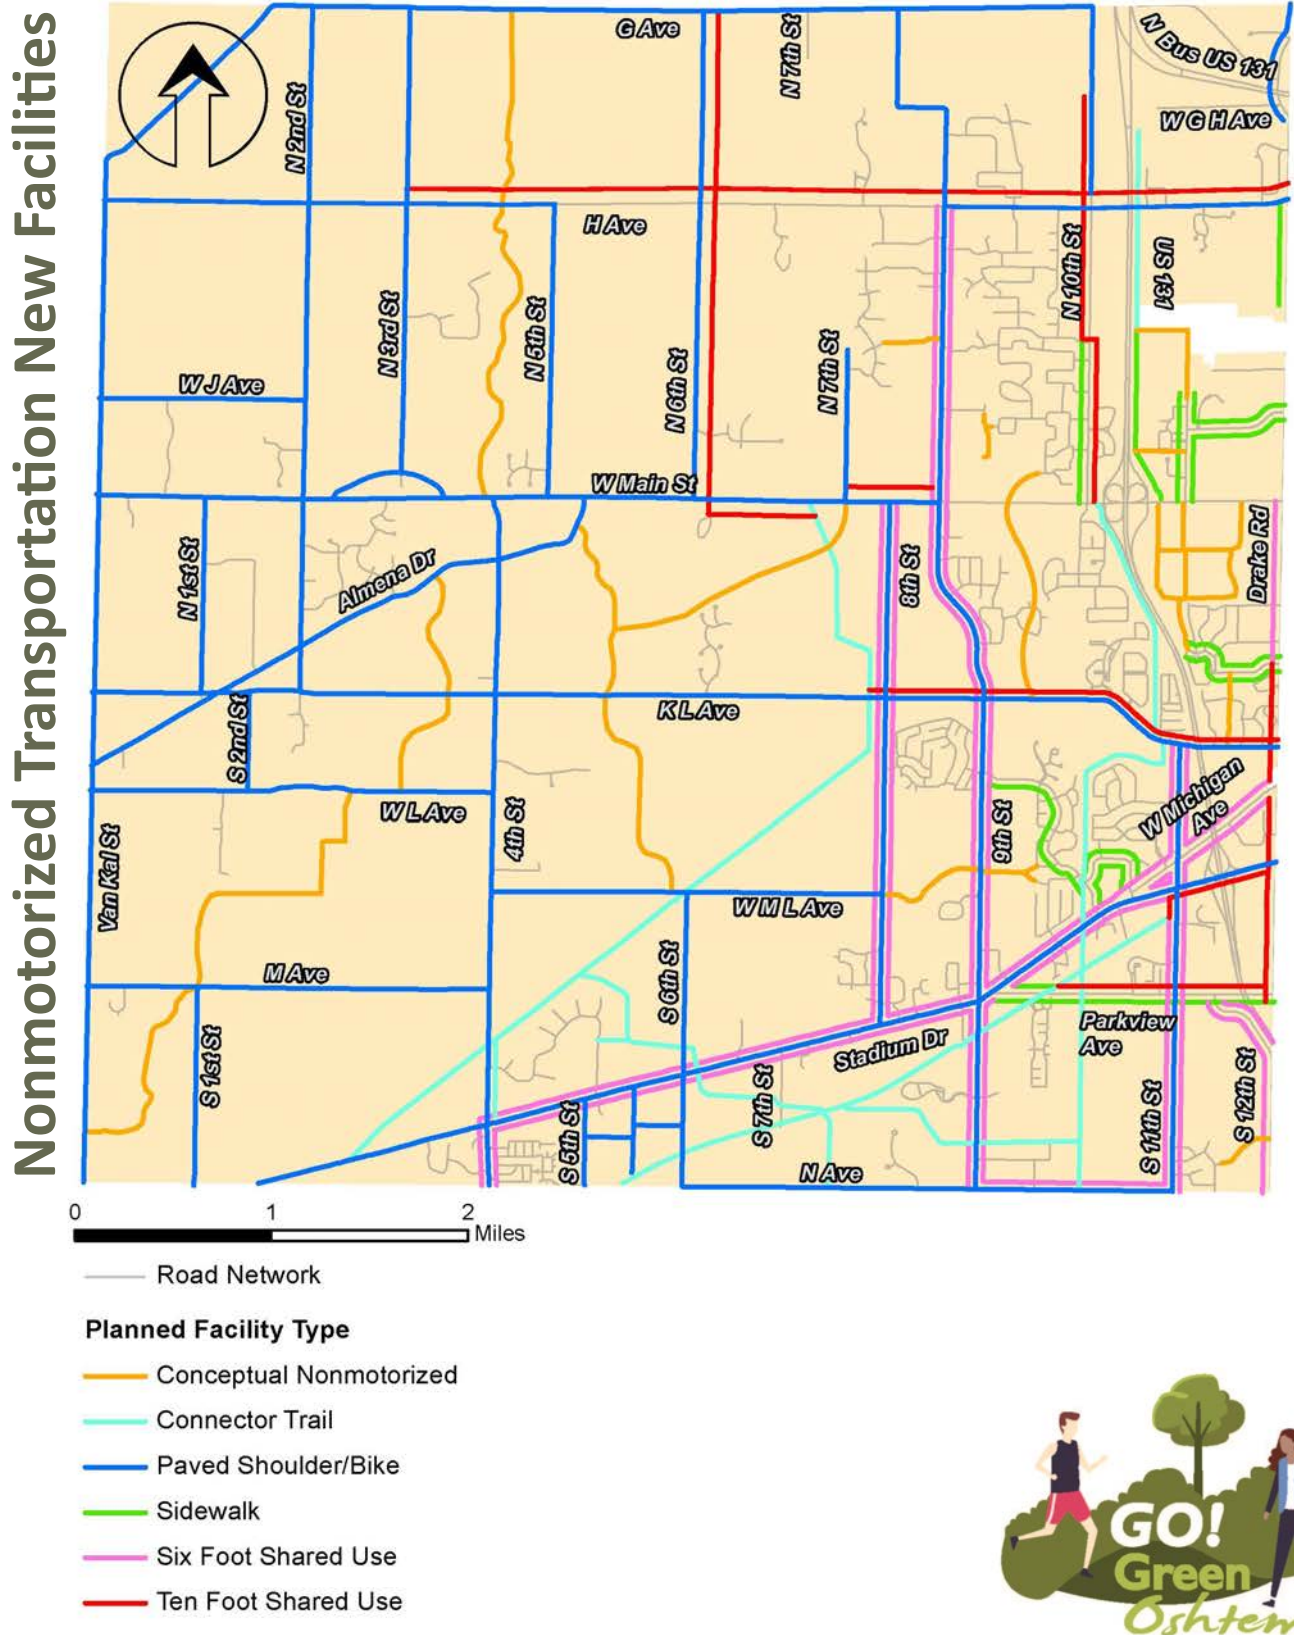 Nonmotorized Transportation New Facilities
G Ave
N 7th St
N Bus US 131
N 2nd St
W G H Ave
H Ave
N 10th St
US 131
N 3rd St
N 5th St
N 6th St
N 7th St
W J Ave
W Main St
N 1st St
Almena Dr
8th St
Drake Rd
S 2nd St
K L Ave
W L Ave
4th St
9th St
W Michigan
Ave
Van Kal St
W M L Ave
M Ave
S 6th St
S 1st St
Stadium Dr
Parkview
Ave
S 5th St
S 7th St
S 11th St
S 12th St
N Ave
0 1 2
Miles
Road Network
Planned Facility Type
Conceptual Nonmotorized
Connector Trail
Paved Shoulder/Bike
Sidewalk
Six Foot Shared Use
Ten Foot Shared Use
GO!
Green
Oshtem